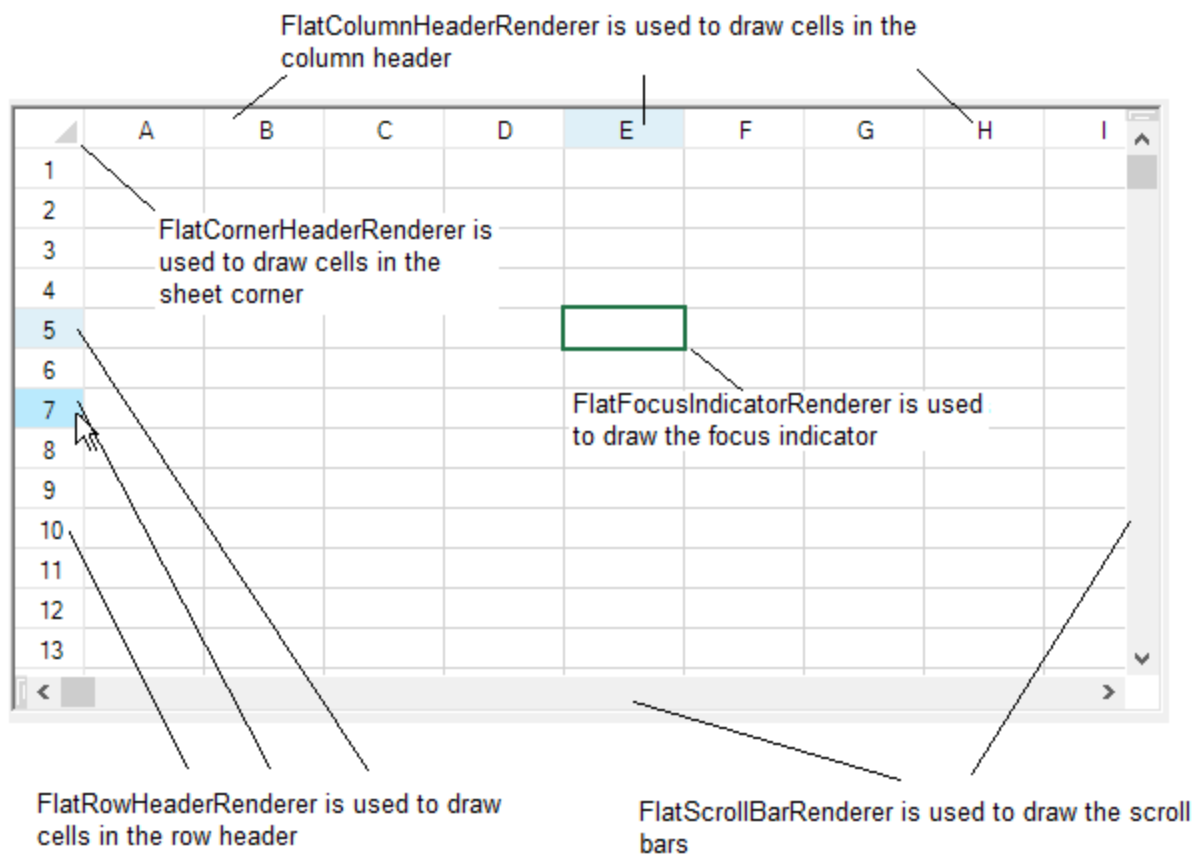 FlatColumnHeaderRenderer is used to draw cells in the
column header
A B C D E F G H I
1
2
FlatCornerHeaderRenderer is
3
used to draw cells in the
4
sheet corner
5
6
7
FlatFocusIndicatorRenderer is used
to draw the focus indicator
8
9
10
11
12
13
FlatRowHeaderRenderer is used to draw
cells in the row header
FlatScrollBarRenderer is used to draw the scroll
bars